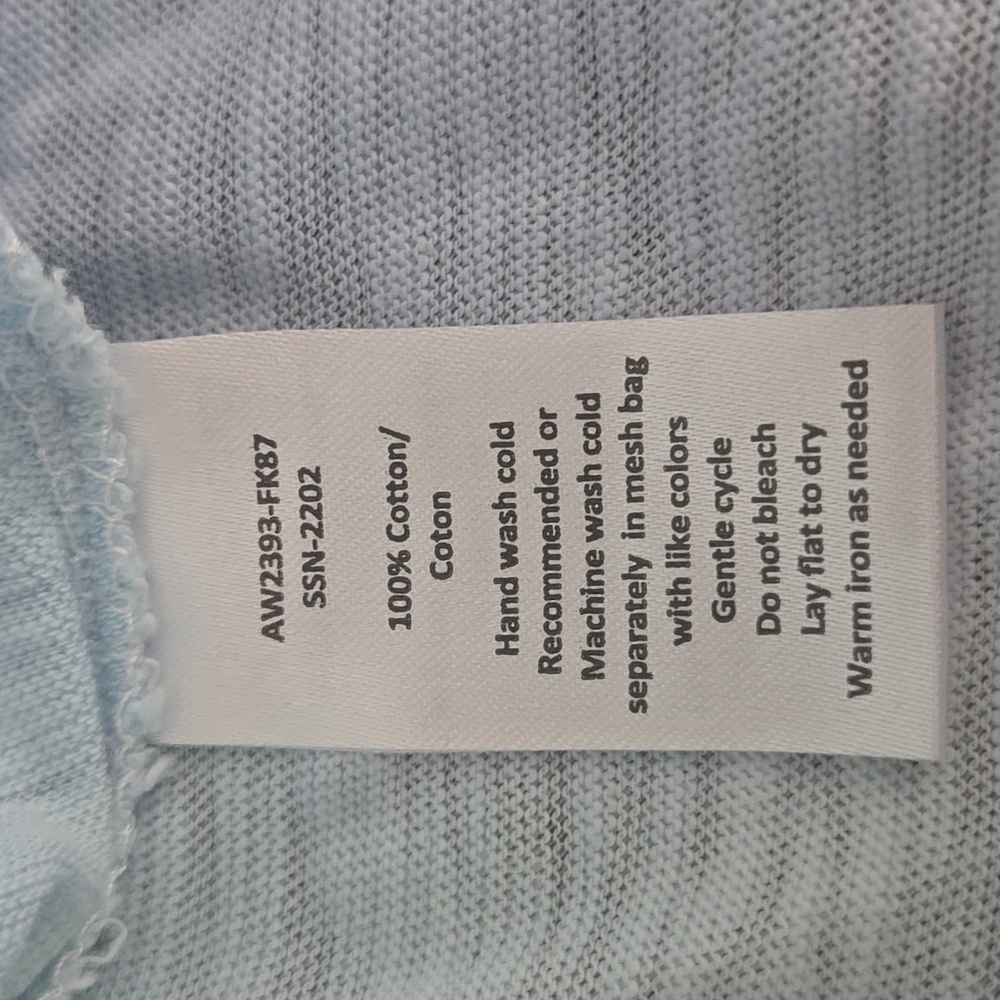 AW2393-FK87
SSN-2202
100% Cotton/
Coton
Hand wash cold
Recommended or
Machine wash cold
separately in mesh bag
with like colors
Gentle cycle
Do not bleach
Lay flat to dry
Warm iron as needed